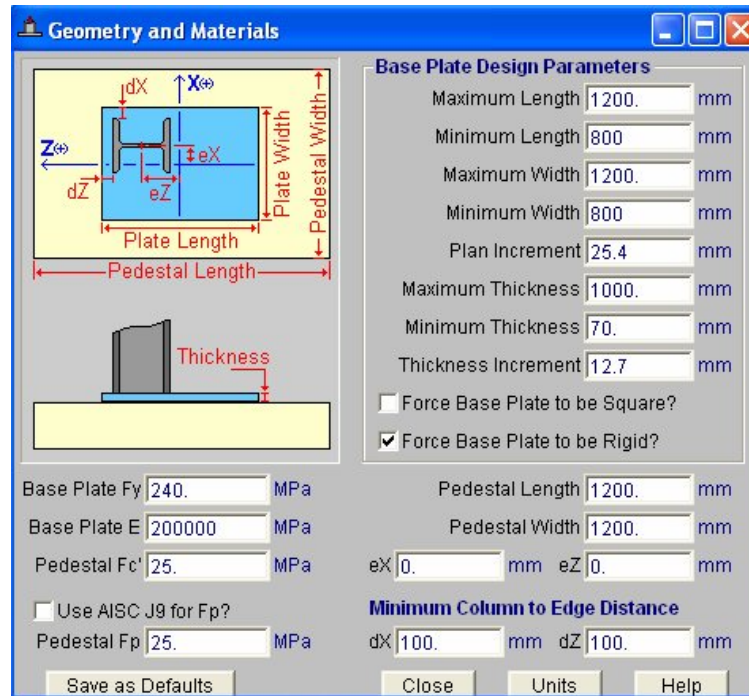 Geometry and Materials
dX
X(+)
Z(+)
eX
dZ
eZ
Plate Width
Pedestal Width
Plate Length
Pedestal Length
Thickness
Base Plate Design Parameters
Maximum Length 1200. mm
Minimum Length 800 mm
Maximum Width 1200. mm
Minimum Width 800 mm
Plan Increment 25.4 mm
Maximum Thickness 1000. mm
Minimum Thickness 70. mm
Thickness Increment 12.7 mm
Force Base Plate to be Square?
Force Base Plate to be Rigid?
Base Plate Fy 240. MPa
Base Plate E 200000 MPa
Pedestal Fc' 25. MPa
Use AISC J9 for Fp?
Pedestal Fp 25. MPa
Pedestal Length 1200. mm
Pedestal Width 1200. mm
eX 0. mm eZ 0. mm
Minimum Column to Edge Distance
dX 100. mm dZ 100. mm
Save as Defaults
Close
Units
Help